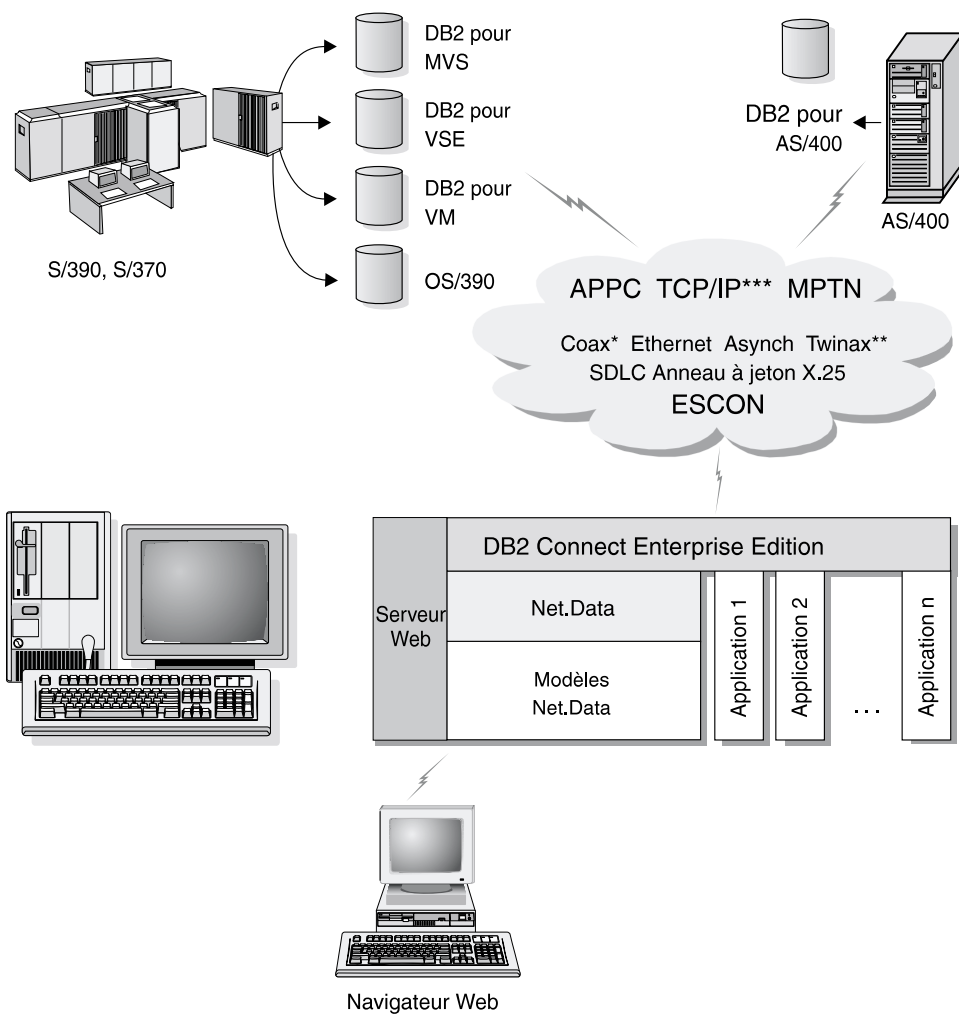 DB2 pour
MVS
DB2 pour
VSE
DB2 pour
VM
OS/390
S/390, S/370
DB2 pour
AS/400
AS/400
APPC TCP/IP*** MPTN
Coax* Ethernet Asynch Twinax**
SDLC Anneau à jeton X.25
ESCON
DB2 Connect Enterprise Edition
Serveur
Web
Net.Data
Modèles
Net.Data
Application 1
Application 2
...
Application n
Navigateur Web